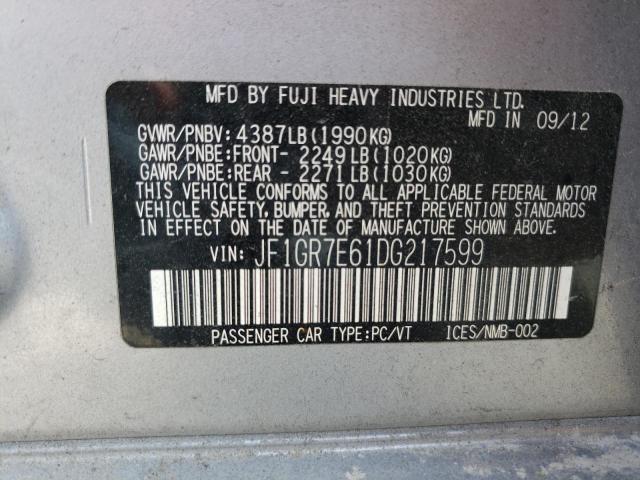 MFD BY FUJI HEAVY INDUSTRIES LTD.
MFD IN 09/12
GVWR/PNBV: 4387LB(1990KG)
GAWR/PNBE:FRONT- 2249LB(1020KG)
GAWR/PNBE:REAR - 2271LB(1030KG)
THIS VEHICLE CONFORMS TO ALL APPLICABLE FEDERAL MOTOR
VEHICLE SAFETY, BUMPER, AND THEFT PREVENTION STANDARDS
IN EFFECT ON THE DATE OF MANUFACTURE SHOWN ABOVE.
VIN: JF1GR7E61DG217599
PASSENGER CAR TYPE:PC/VT ICES/NMB-002